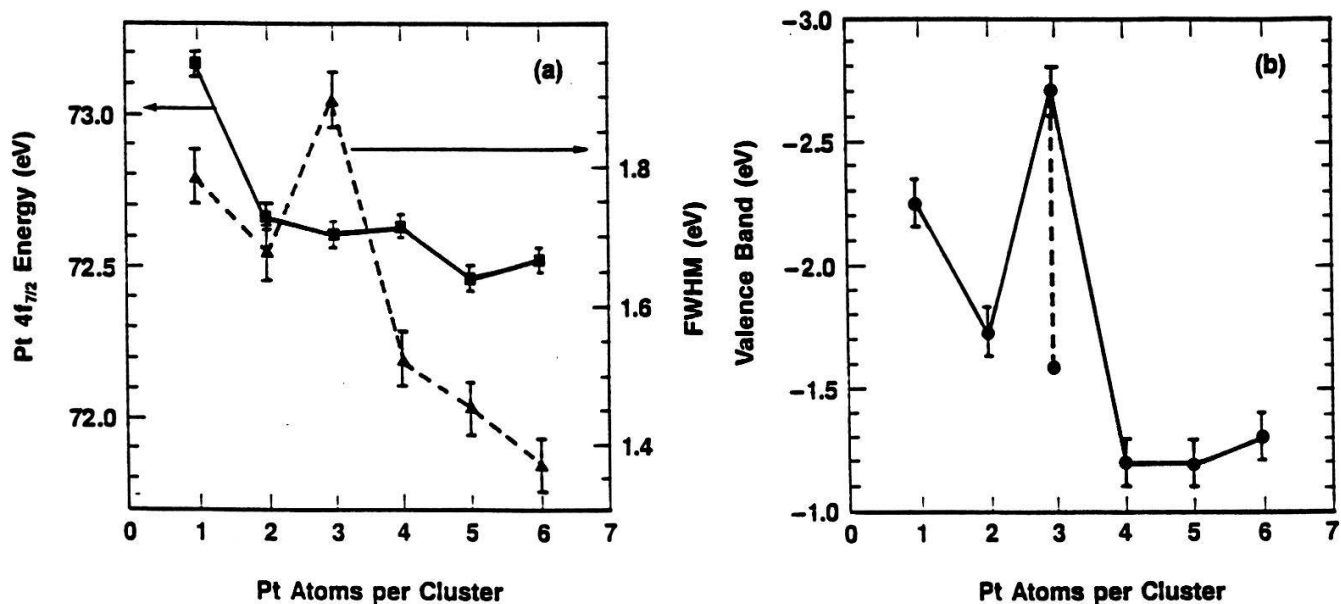 (a)
Pt 4f7/2 Energy (eV)
73.0
72.5
72.0
1.8
1.6
1.4
FWHM (eV)
0 1 2 3 4 5 6 7
Pt Atoms per Cluster
(b)
Valence Band (eV)
-3.0
-2.5
-2.0
-1.5
-1.0
0 1 2 3 4 5 6 7
Pt Atoms per Cluster